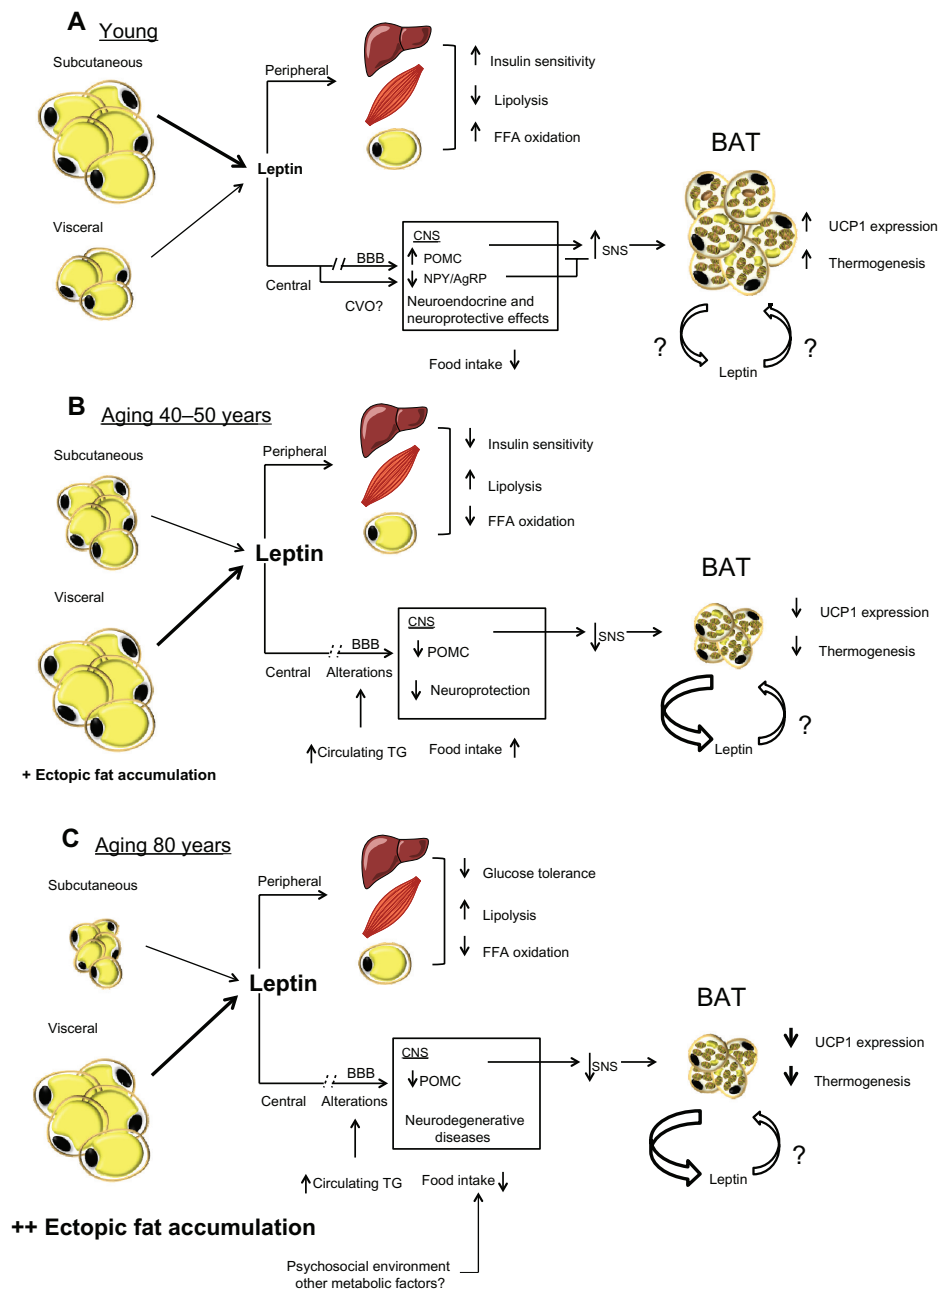 A Young
Subcutaneous
Visceral
Leptin
Peripheral
↑ Insulin sensitivity
↓ Lipolysis
↑ FFA oxidation
Central
BBB
CVO?
CNS
↑ POMC
↓ NPY/AgRP
Neuroendocrine and
neuroprotective effects
Food intake ↓
↑ SNS
BAT
↑ UCP1 expression
↑ Thermogenesis
? ?
Leptin
B Aging 40–50 years
Subcutaneous
Visceral
+ Ectopic fat accumulation
Leptin
Peripheral
↓ Insulin sensitivity
↑ Lipolysis
↓ FFA oxidation
Central
BBB
Alterations
↑ Circulating TG
CNS
↓ POMC
↓ Neuroprotection
Food intake ↑
↓ SNS
BAT
↓ UCP1 expression
↓ Thermogenesis
?
Leptin
C Aging 80 years
Subcutaneous
Visceral
++ Ectopic fat accumulation
Leptin
Peripheral
↓ Glucose tolerance
↑ Lipolysis
↓ FFA oxidation
Central
BBB
Alterations
↑ Circulating TG
CNS
↓ POMC
Neurodegenerative
diseases
Food intake ↓
Psychosocial environment
other metabolic factors?
↓ SNS
BAT
↓ UCP1 expression
↓ Thermogenesis
?
Leptin